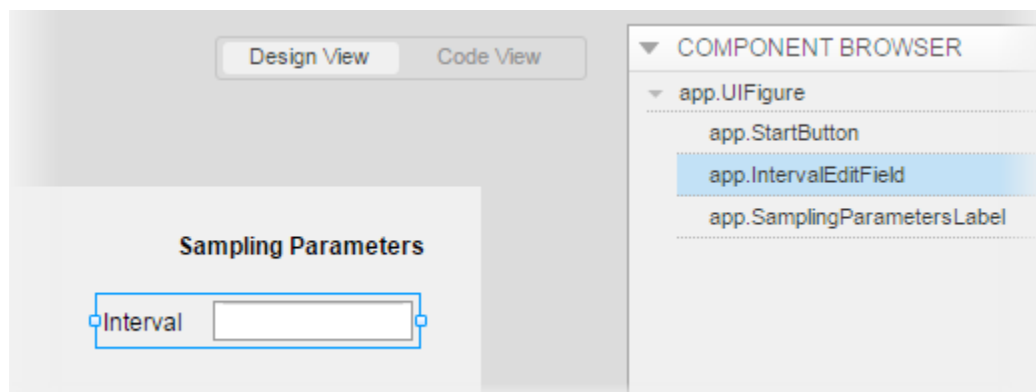 Design View
Code View
COMPONENT BROWSER
app.UIFigure
app.StartButton
app.IntervalEditField
app.SamplingParametersLabel
Sampling Parameters
Interval